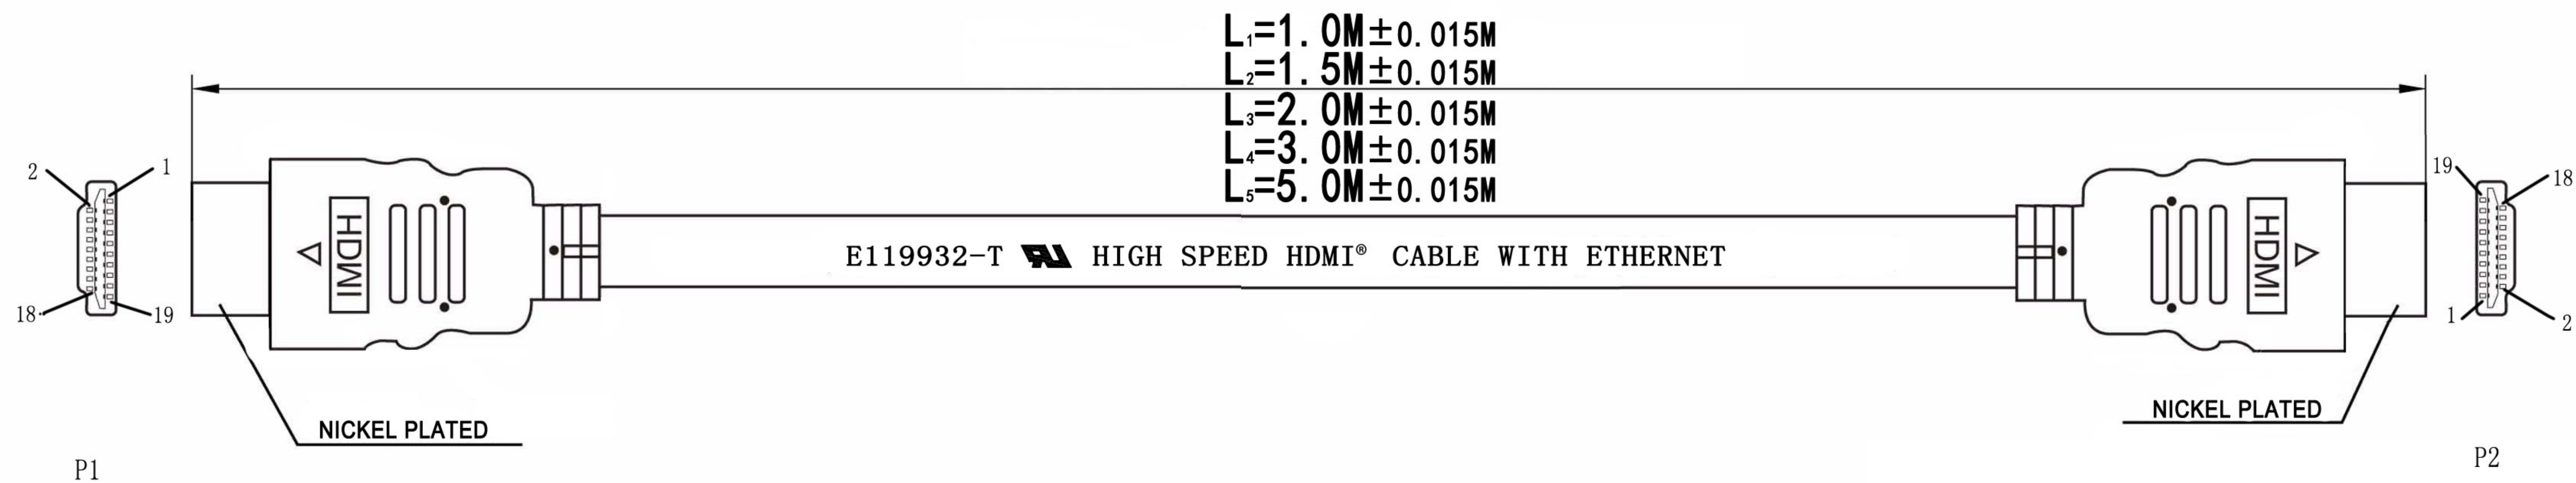 L₁=1.0M±0.015M
L₂=1.5M±0.015M
L₃=2.0M±0.015M
L₄=3.0M±0.015M
L₅=5.0M±0.015M
2
1
18
19
HDMI
E119932-T RU HIGH SPEED HDMI® CABLE WITH ETHERNET
HDMI
19
18
1
2
NICKEL PLATED
NICKEL PLATED
P1
P2